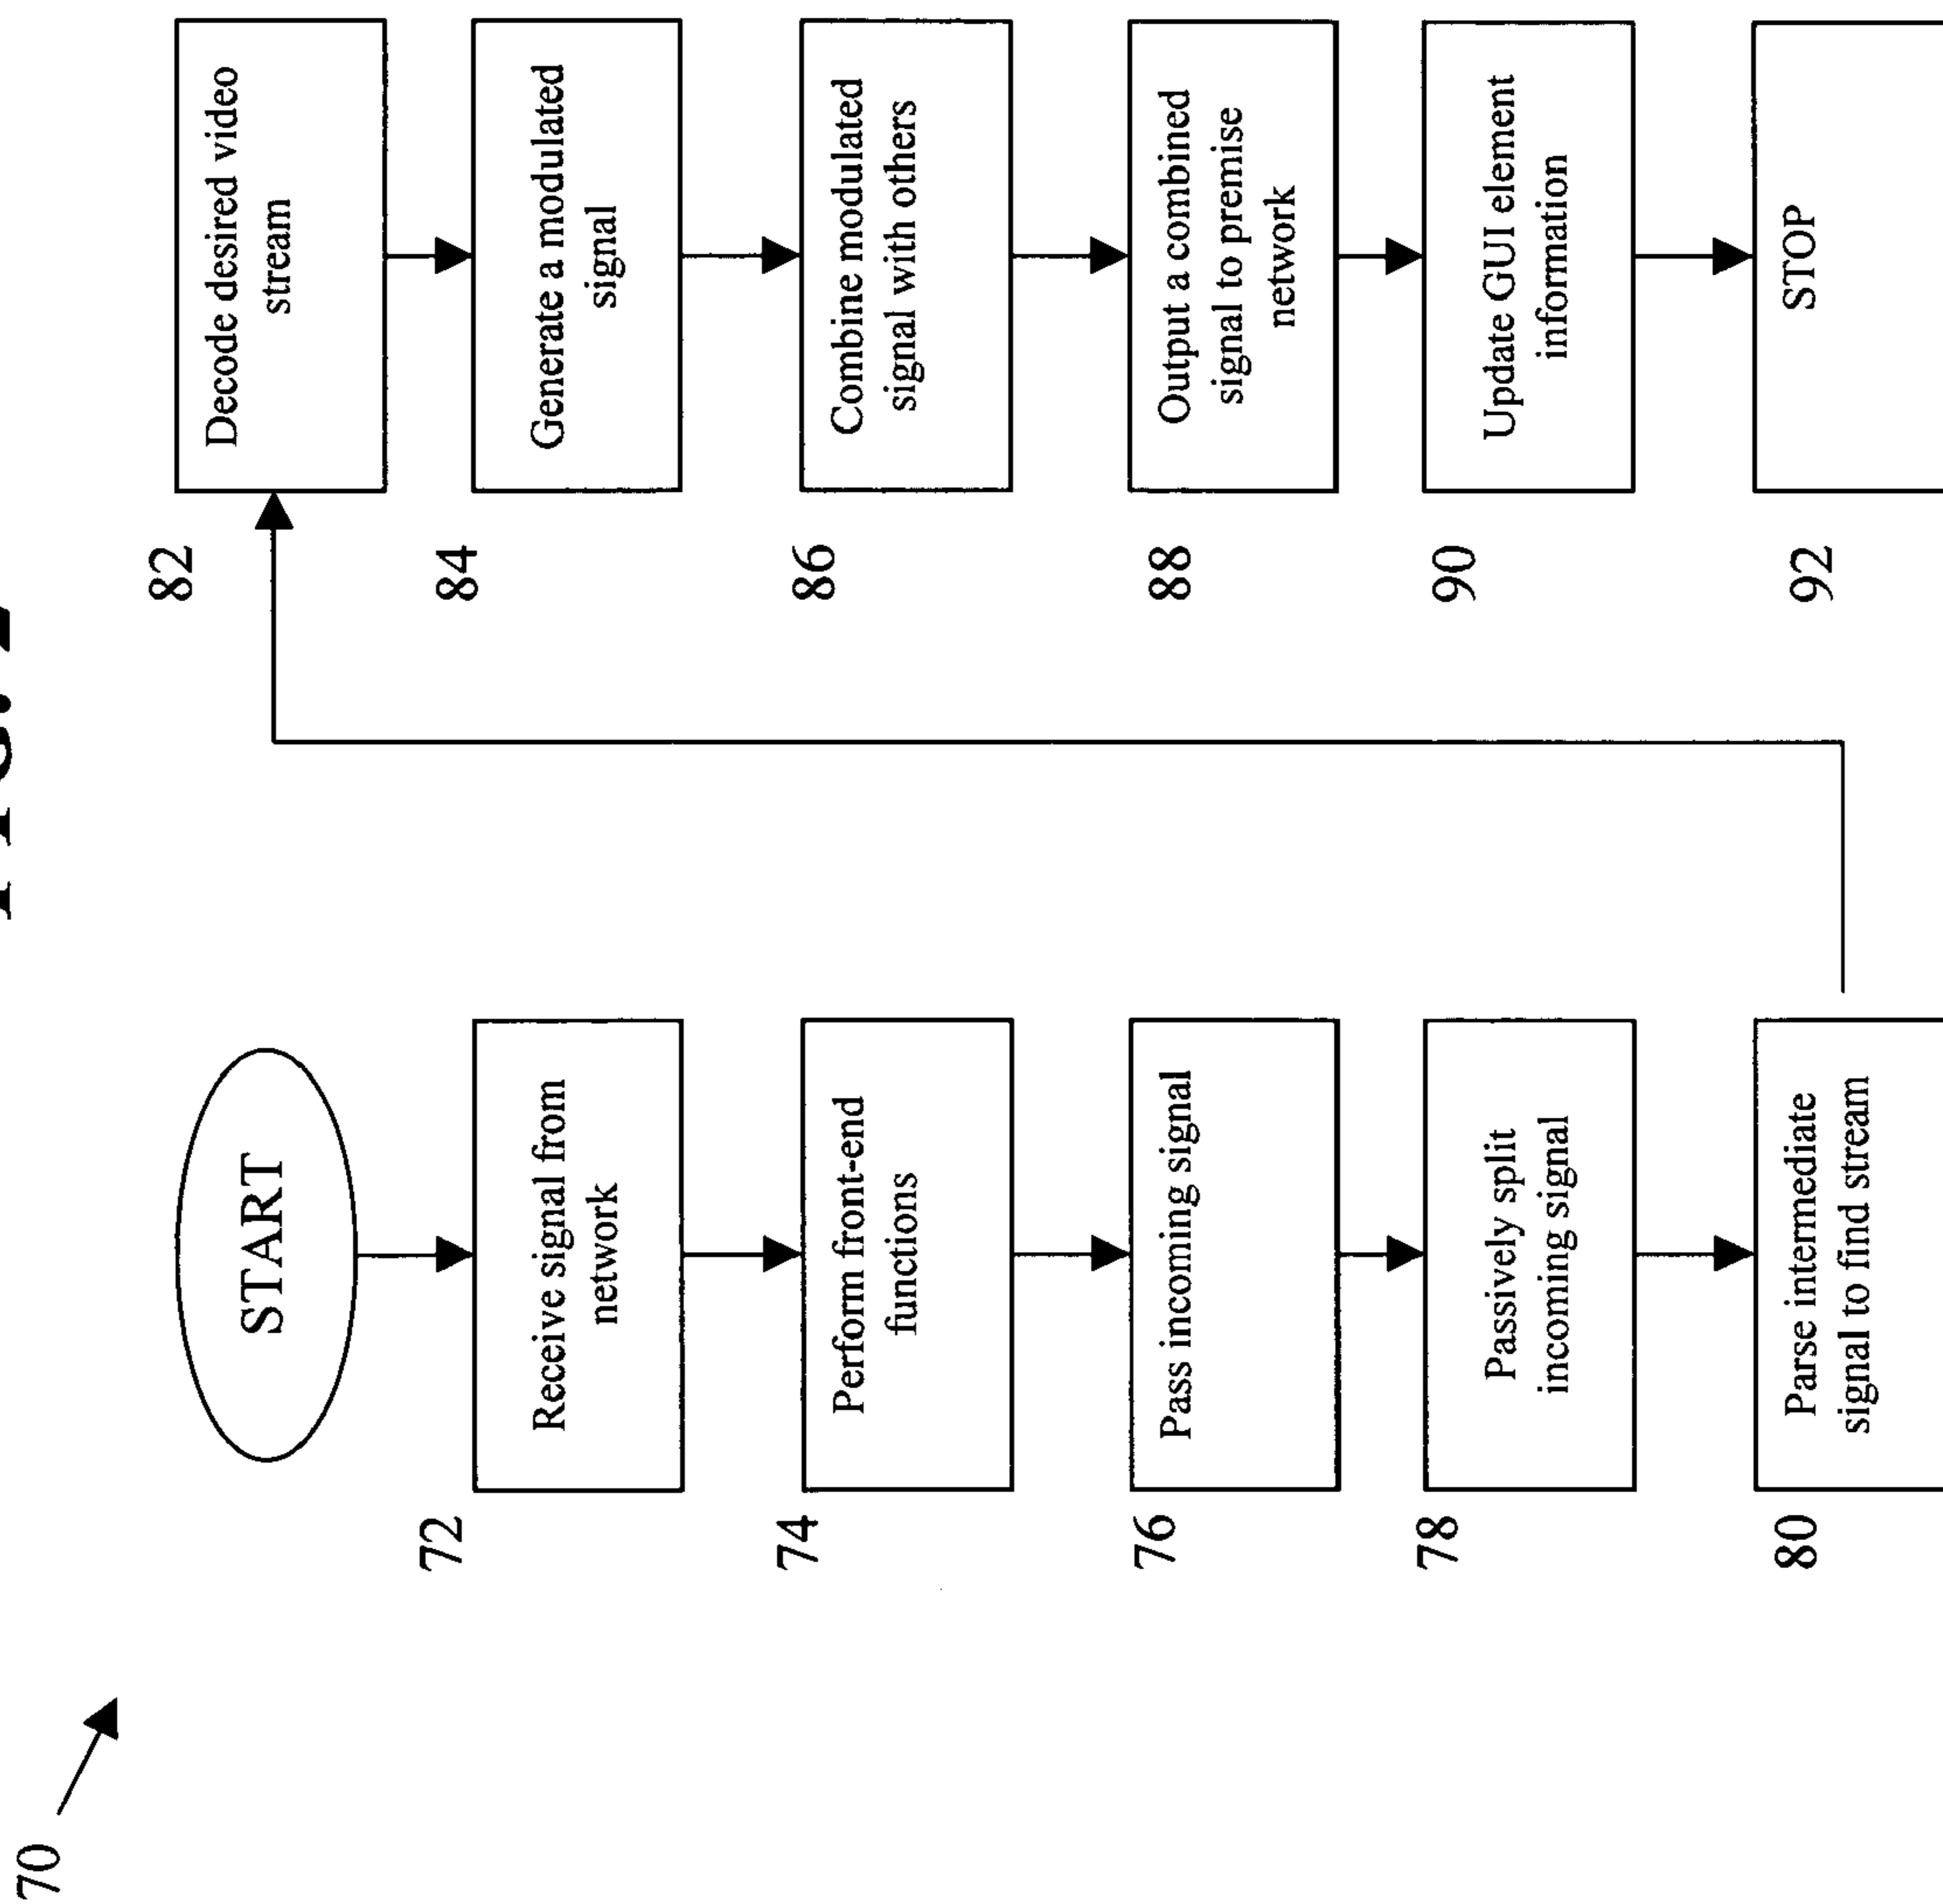 70
START
72
Receive signal from
network
74
Perform front-end
functions
76
Pass incoming signal
78
Passively split
incoming signal
80
Parse intermediate
signal to find stream
82
Decode desired video
stream
84
Generate a modulated
signal
86
Combine modulated
signal with others
88
Output a combined
signal to premise
network
90
Update GUI element
information
92
STOP